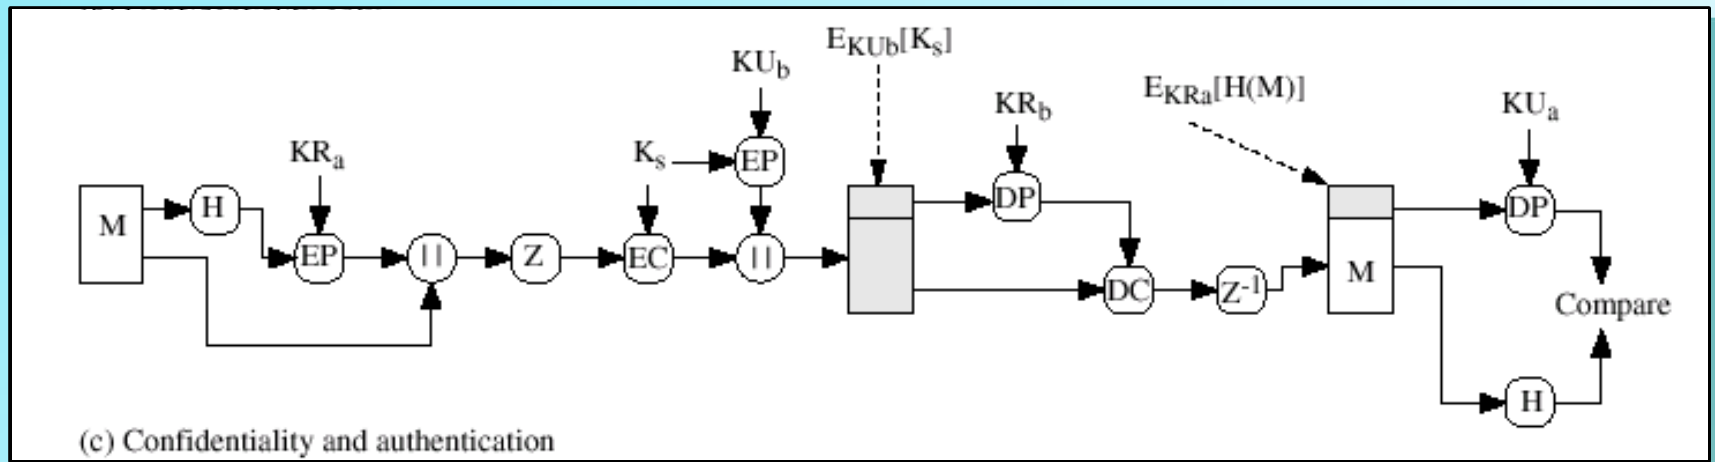 E_KUb[K_s]
KU_b
E_KRa[H(M)]
KR_b
KU_a
KR_a
K_s
EP
M
H
DP
DP
EP
||
Z
EC
||
DC
Z^-1
M
Compare
H
(c) Confidentiality and authentication